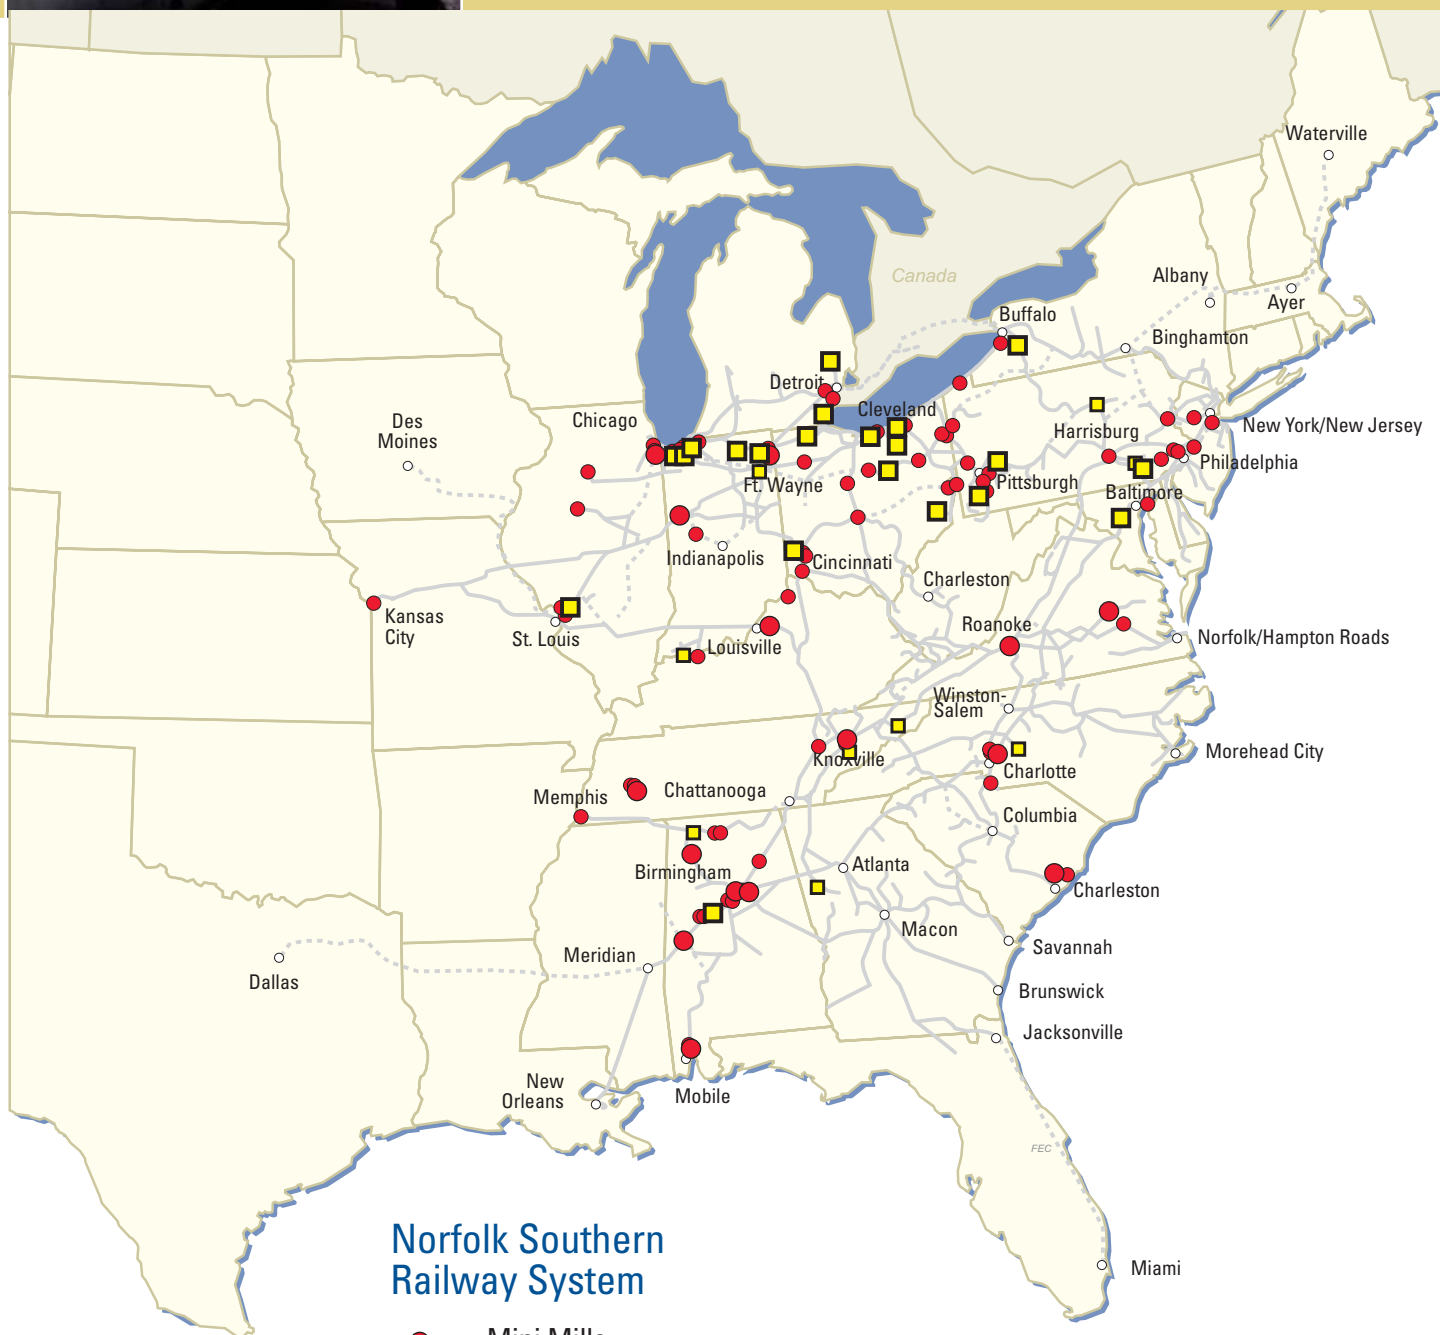 Waterville
Canada
Albany
Ayer
Buffalo
Binghamton
Detroit
Cleveland
Chicago
Des
Moines
New York/New Jersey
Harrisburg
Philadelphia
Pittsburgh
Ft. Wayne
Baltimore
Indianapolis
Cincinnati
Charleston
Kansas
City
St. Louis
Louisville
Roanoke
Norfolk/Hampton Roads
Winston-
Salem
Knoxville
Morehead City
Charlotte
Chattanooga
Memphis
Columbia
Birmingham
Atlanta
Charleston
Macon
Meridian
Savannah
Dallas
Brunswick
Jacksonville
New
Orleans
Mobile
FEC
Miami
Norfolk Southern
Railway System
Mini Mills